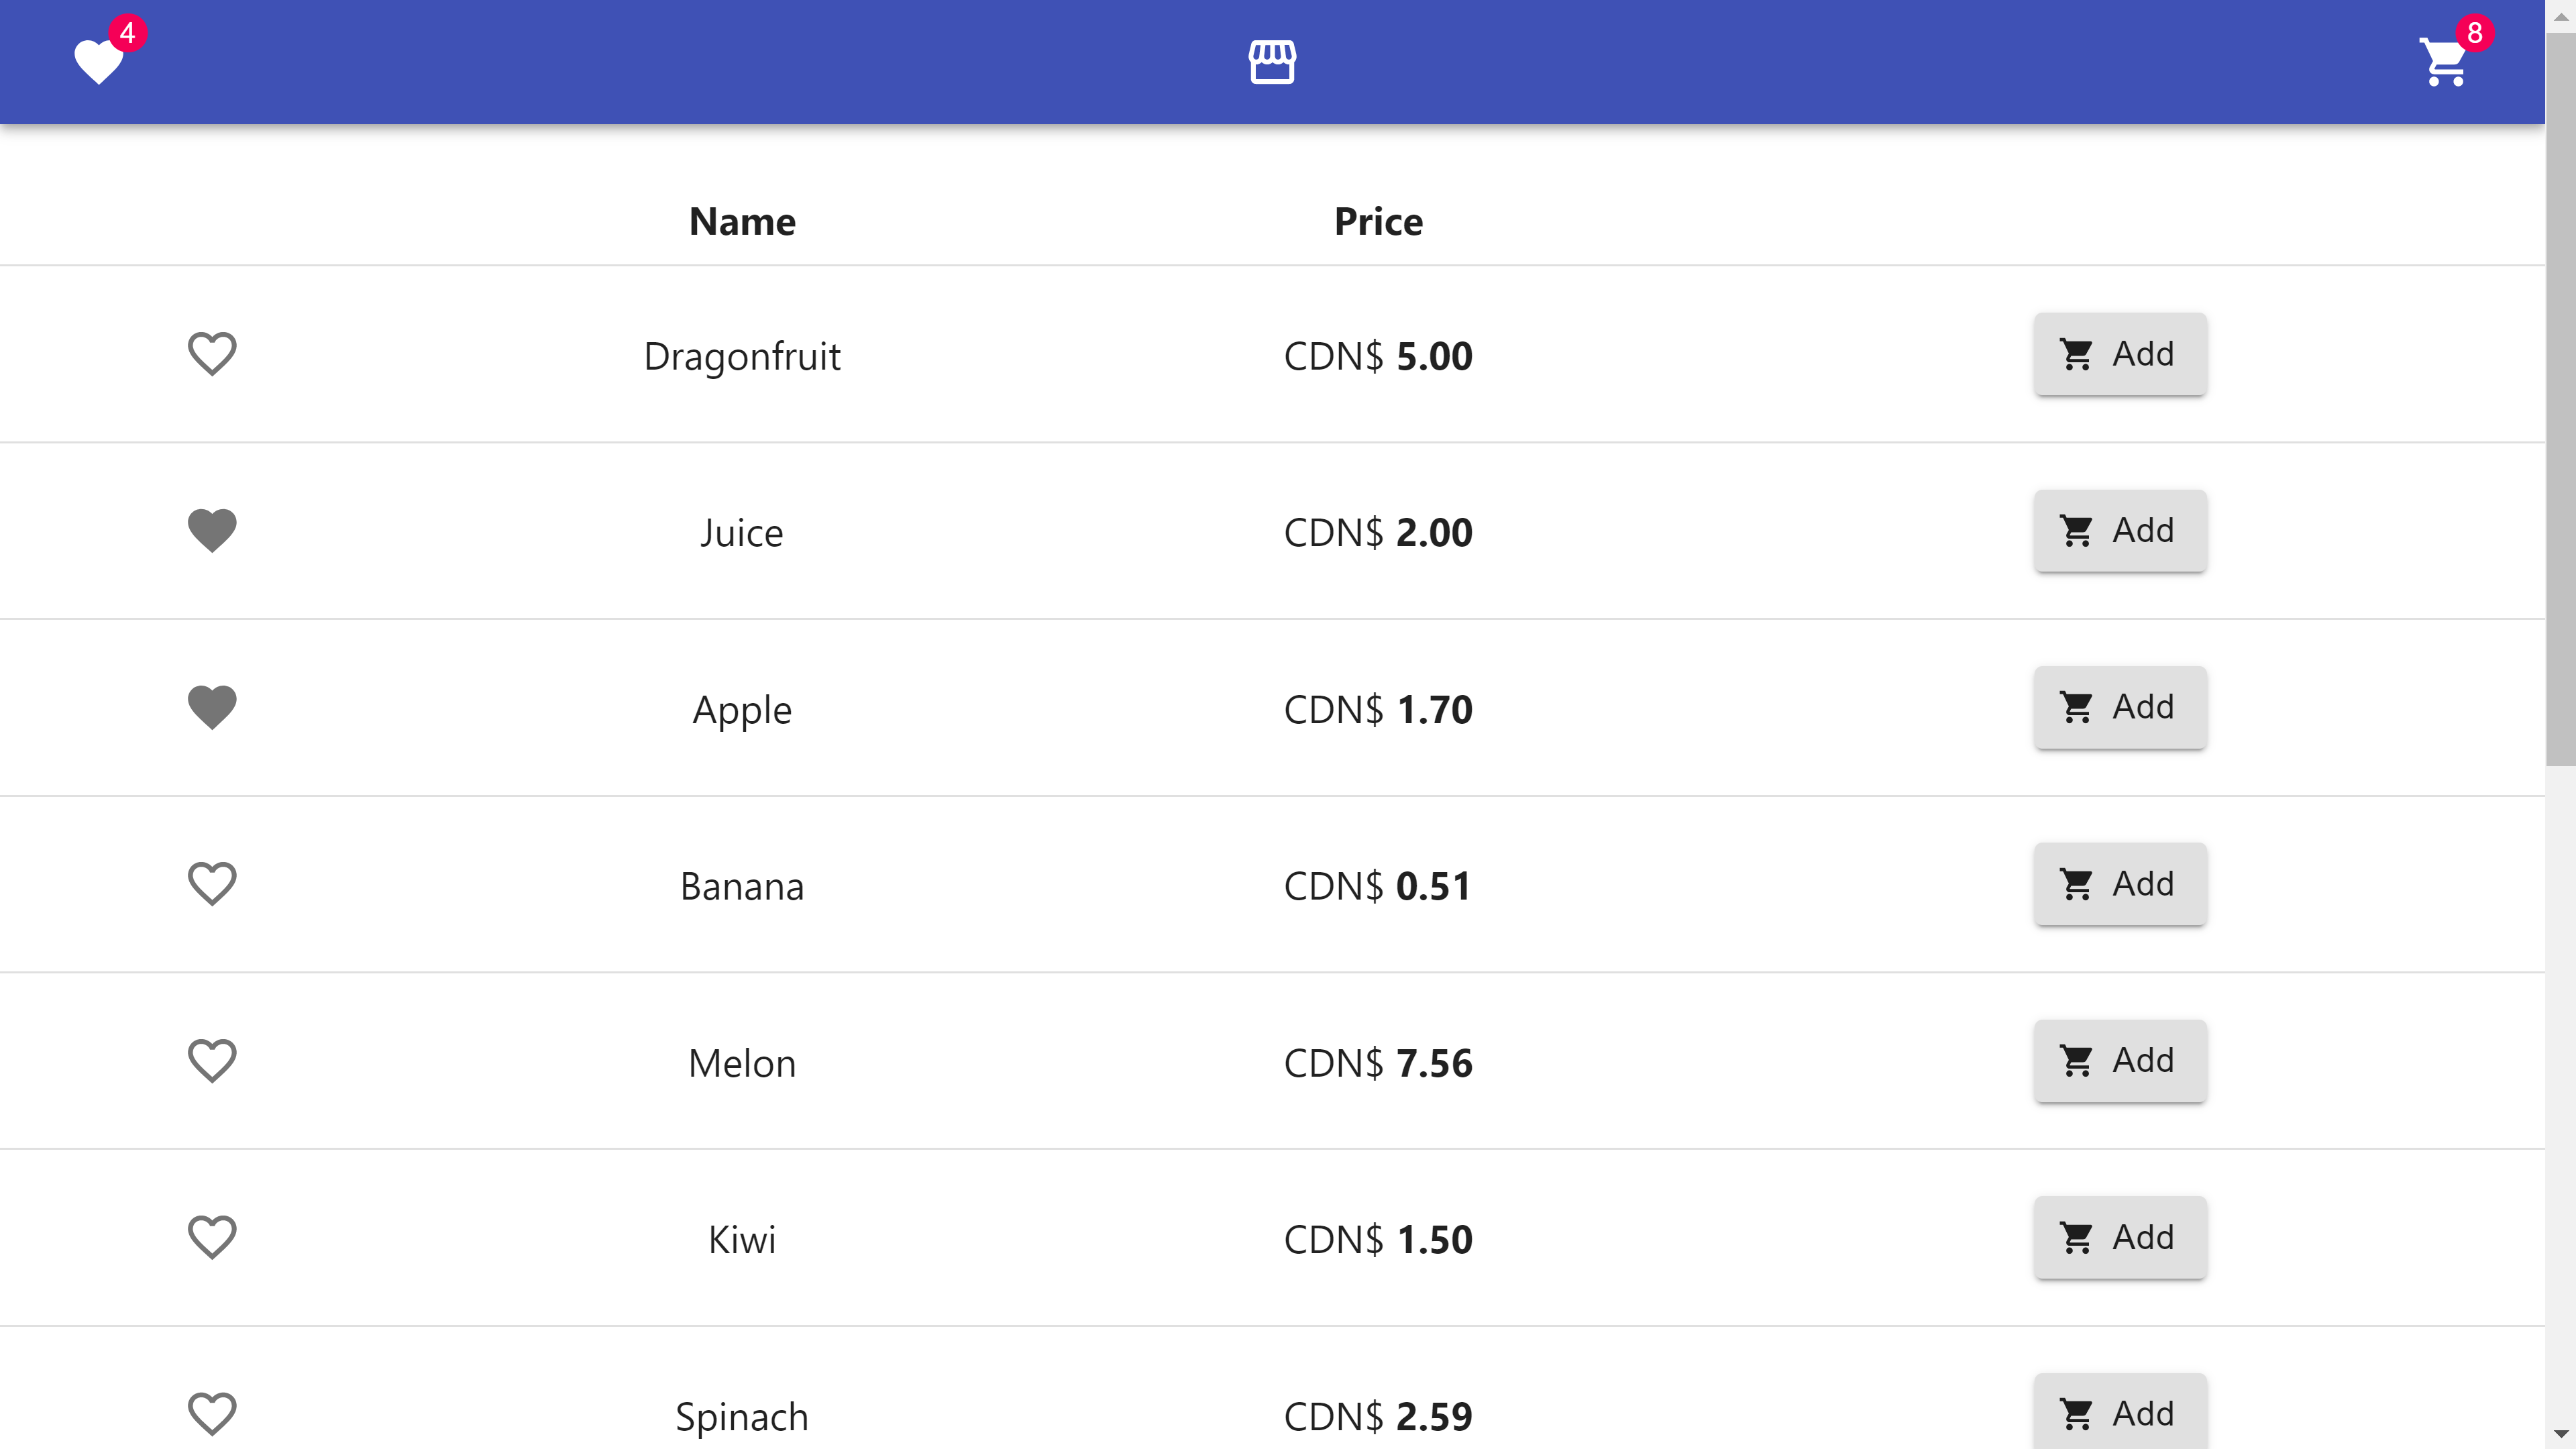 4 8
Name Price
Dragonfruit CDN$ 5.00 Add
Juice CDN$ 2.00 Add
Apple CDN$ 1.70 Add
Banana CDN$ 0.51 Add
Melon CDN$ 7.56 Add
Kiwi CDN$ 1.50 Add
Spinach CDN$ 2.59 Add